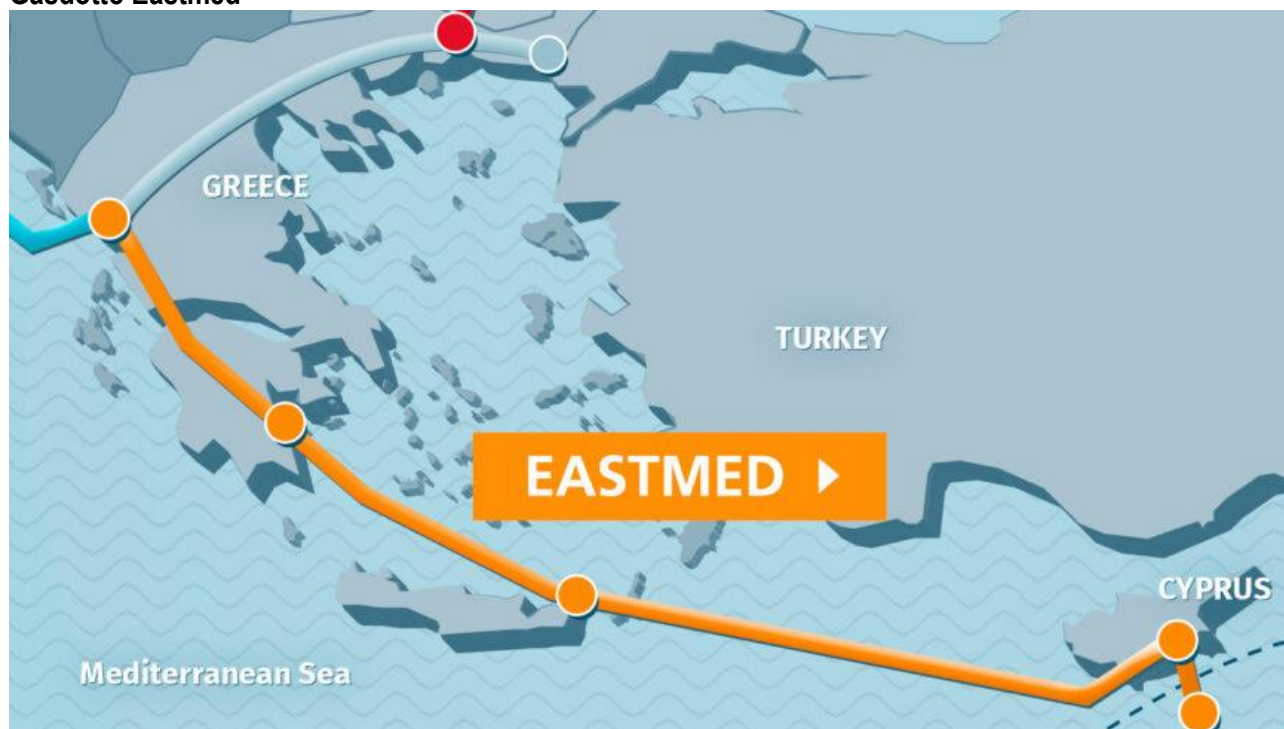 Gasdotto Eastmed
GREECE
TURKEY
EASTMED
CYPRUS
Mediterranean Sea